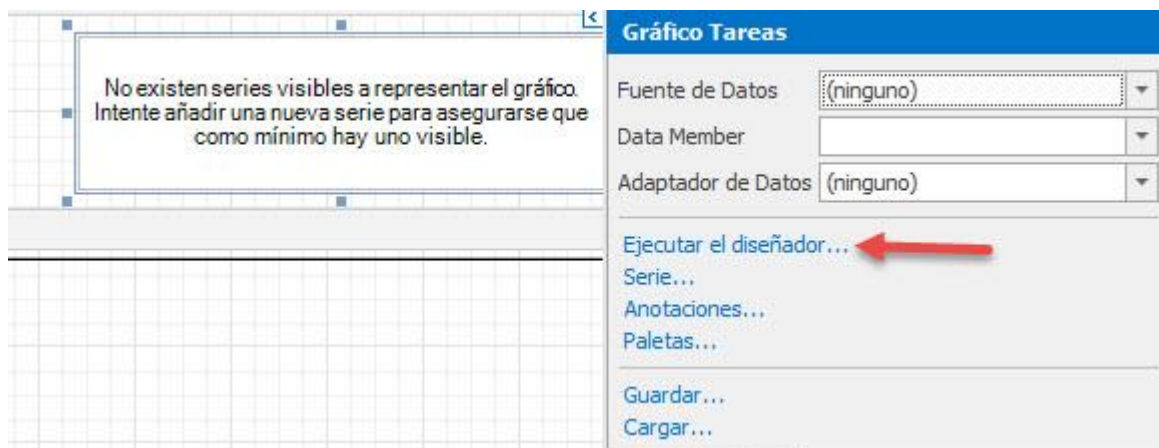 No existen series visibles a representar el gráfico.
Intente añadir una nueva serie para asegurarse que
como mínimo hay uno visible.
Gráfico Tareas
Fuente de Datos (ninguno)
Data Member
Adaptador de Datos (ninguno)
Ejecutar el diseñador...
Serie...
Anotaciones...
Paletas...
Guardar...
Cargar...